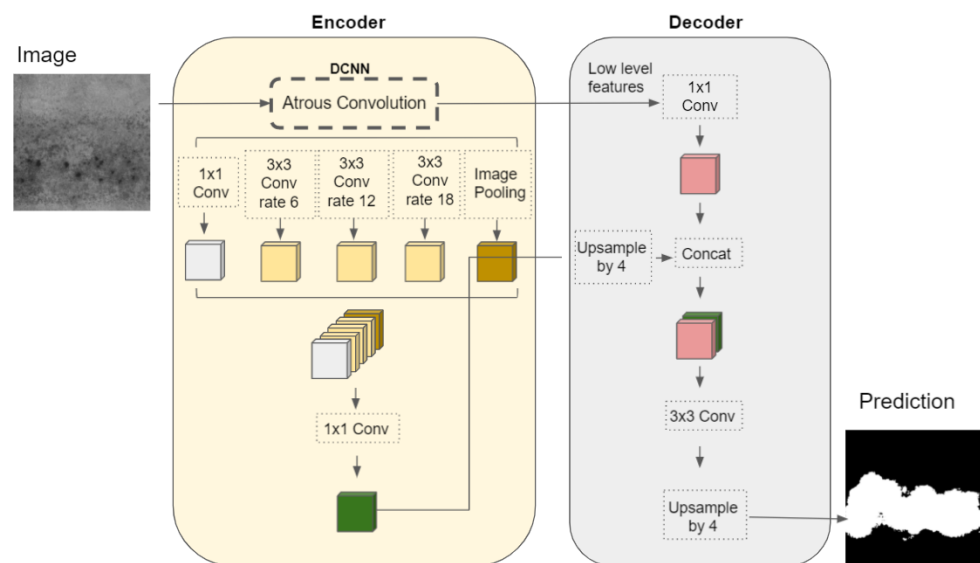 Encoder
Decoder
Image
DCNN
Atrous Convolution
Low level
features
1x1
Conv
1x1
Conv
3x3
Conv
rate 6
3x3
Conv
rate 12
3x3
Conv
rate 18
Image
Pooling
Upsample
by 4
Concat
1x1 Conv
3x3 Conv
Prediction
Upsample
by 4